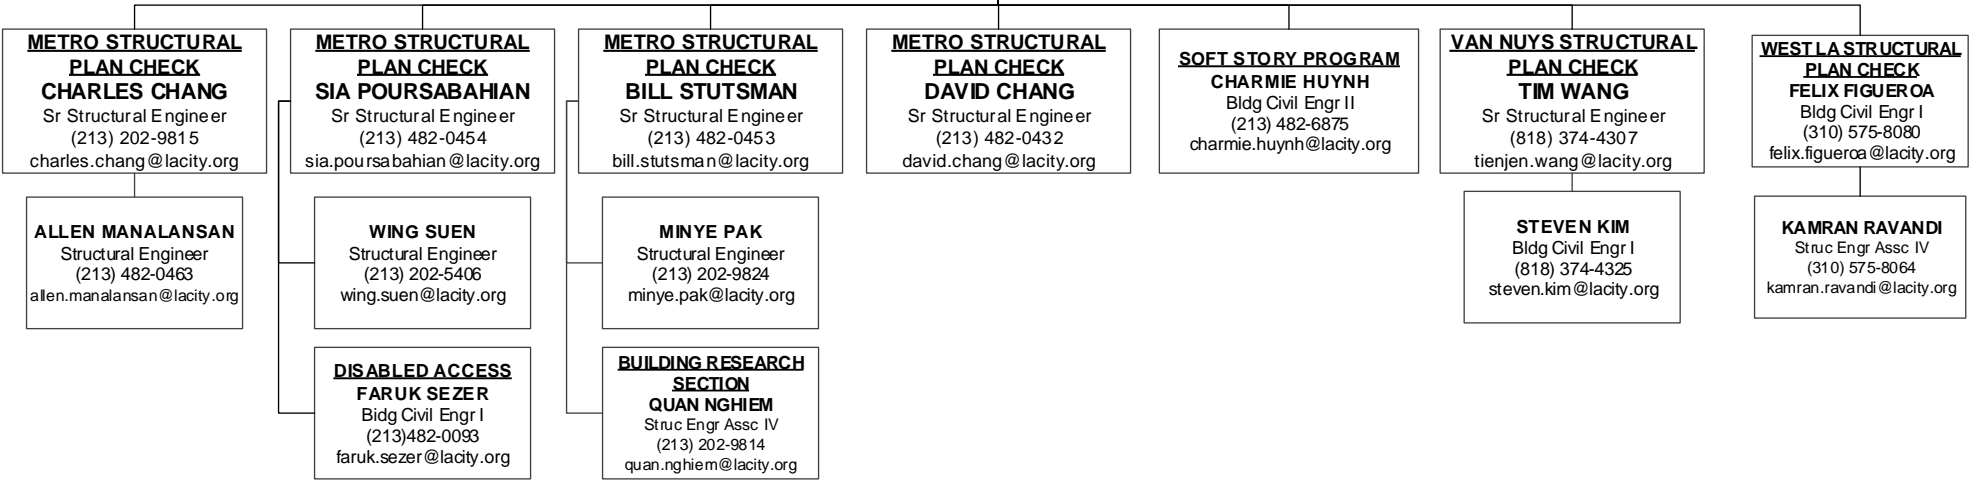 METRO STRUCTURAL
PLAN CHECK
CHARLES CHANG
Sr Structural Engineer
(213) 202-9815
charles.chang@lacity.org
ALLEN MANALANSAN
Structural Engineer
(213) 482-0463
allen.manalansan@lacity.org
METRO STRUCTURAL
PLAN CHECK
SIA POURSABAHIAN
Sr Structural Engineer
(213) 482-0454
sia.poursabahian@lacity.org
WING SUEN
Structural Engineer
(213) 202-5406
wing.suen@lacity.org
DISABLED ACCESS
FARUK SEZER
Bidg Civil Engr I
(213)482-0093
faruk.sezer@lacity.org
METRO STRUCTURAL
PLAN CHECK
BILL STUTSMAN
Sr Structural Engineer
(213) 482-0453
bill.stutsman@lacity.org
MINYE PAK
Structural Engineer
(213) 202-9824
minye.pak@lacity.org
BUILDING RESEARCH
SECTION
QUAN NGHIEM
Struc Engr Assc IV
(213) 202-9814
quan.nghiem@lacity.org
METRO STRUCTURAL
PLAN CHECK
DAVID CHANG
Sr Structural Engineer
(213) 482-0432
david.chang@lacity.org
SOFT STORY PROGRAM
CHARMIE HUYNH
Bldg Civil Engr II
(213) 482-6875
charmie.huynh@lacity.org
VAN NUYS STRUCTURAL
PLAN CHECK
TIM WANG
Sr Structural Engineer
(818) 374-4307
tienjen.wang@lacity.org
STEVEN KIM
Bldg Civil Engr I
(818) 374-4325
steven.kim@lacity.org
WEST LA STRUCTURAL
PLAN CHECK
FELIX FIGUEROA
Bldg Civil Engr I
(310) 575-8080
felix.figueroa@lacity.org
KAMRAN RAVANDI
Struc Engr Assc IV
(310) 575-8064
kamran.ravandi@lacity.org